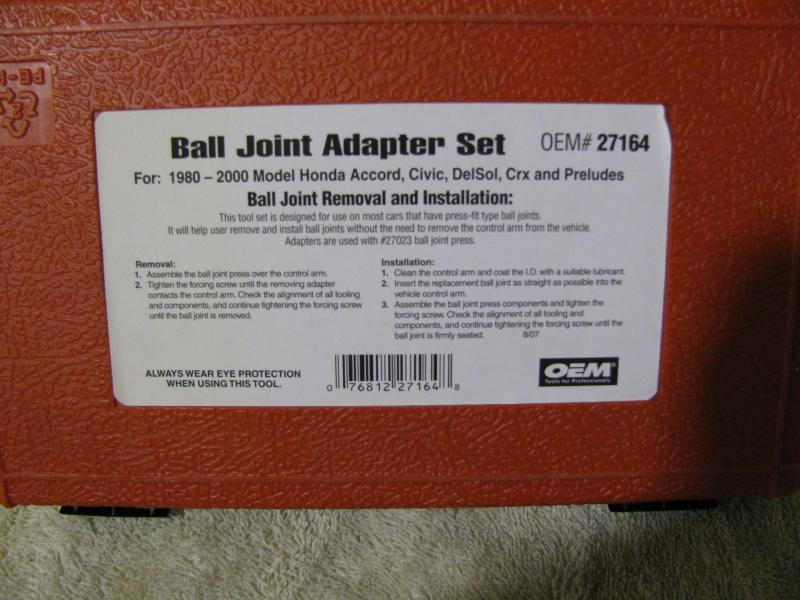 Ball Joint Adapter Set OEM# 27164
For: 1980 – 2000 Model Honda Accord, Civic, DelSol, Crx and Preludes
Ball Joint Removal and Installation:
This tool set is designed for use on most cars that have press-fit type ball joints.
It will help user remove and install ball joints without the need to remove the control arm from the vehicle.
Adapters are used with #27023 ball joint press.
Removal:
1. Assemble the ball joint press over the control arm.
2. Tighten the forcing screw until the removing adapter
contacts the control arm. Check the alignment of all tooling
and components, and continue tightening the forcing screw
until the ball joint is removed.
Installation:
1. Clean the control arm and coat the I.D. with a suitable lubricant.
2. Insert the replacement ball joint as straight as possible into the
vehicle control arm.
3. Assemble the ball joint press components and tighten the
forcing screw. Check the alignment of all tooling and
components, and continue tightening the forcing screw until the
ball joint is firmly seated. 8/07
ALWAYS WEAR EYE PROTECTION
WHEN USING THIS TOOL.
0 76812 27164 8
OEM
Tools for Professionals